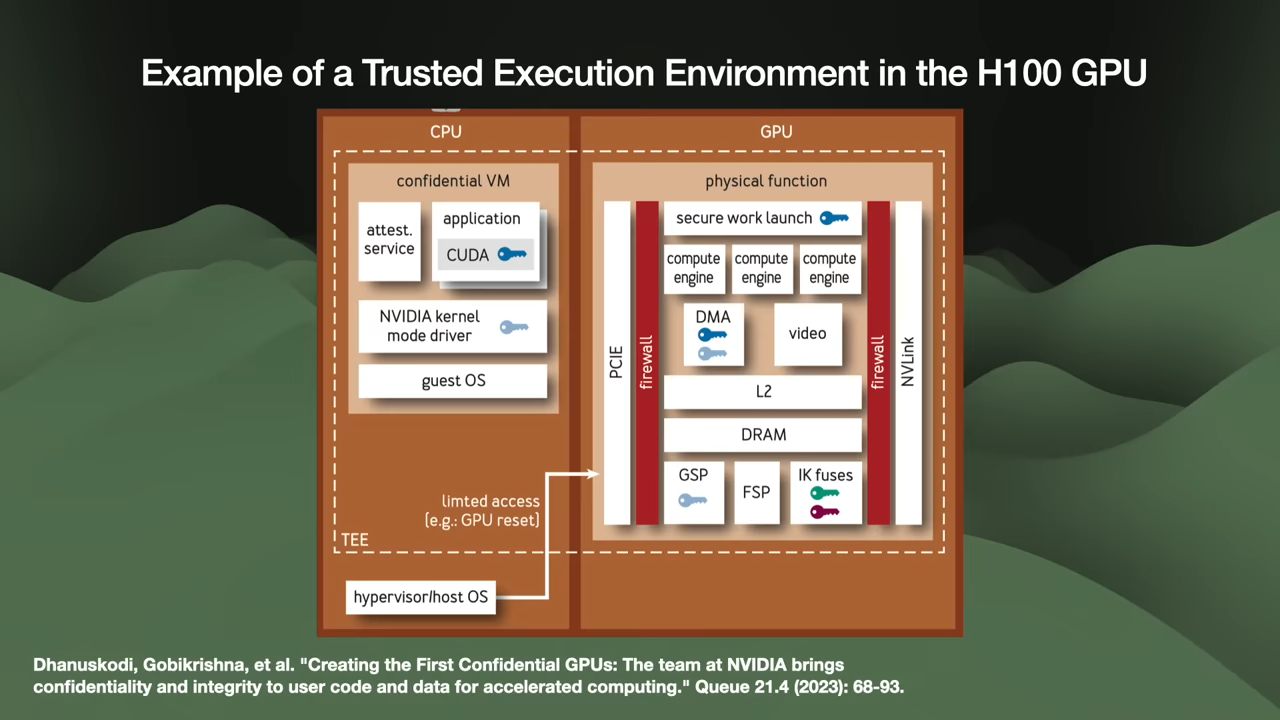 Example of a Trusted Execution Environment in the H100 GPU
CPU
GPU
confidential VM
attest.
service
application
CUDA
NVIDIA kernel
mode driver
guest OS
limted access
(e.g.: GPU reset)
TEE
hypervisor/host OS
physical function
PCIE
firewall
secure work launch
compute
engine
compute
engine
compute
engine
DMA
video
L2
DRAM
GSP
FSP
IK fuses
firewall
NVLink
Dhanuskodi, Gobikrishna, et al. "Creating the First Confidential GPUs: The team at NVIDIA brings
confidentiality and integrity to user code and data for accelerated computing." Queue 21.4 (2023): 68-93.